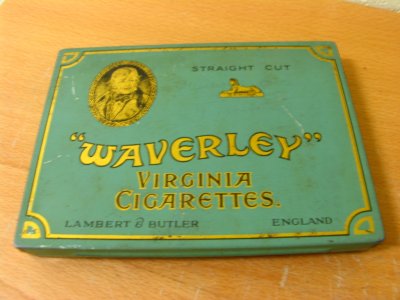 STRAIGHT CUT
"WAVERLEY"
VIRGINIA
CIGARETTES.
LAMBERT & BUTLER ENGLAND